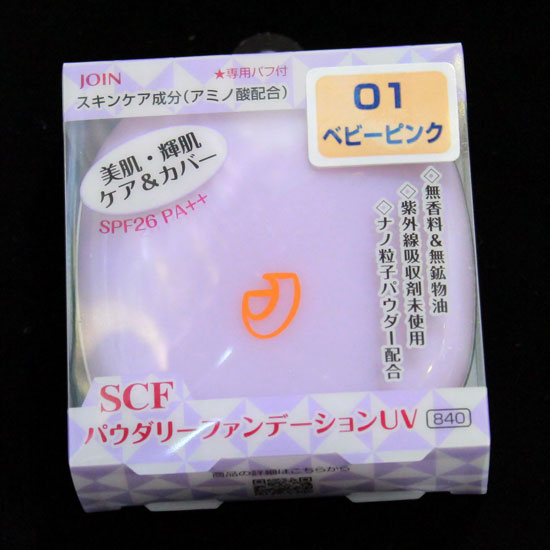 JOIN
★専用パフ付
スキンケア成分(アミノ酸配合)
01
ベビーピンク
美肌・輝肌
ケア&カバー
SPF26 PA++
◇無香料&無鉱物油
◇紫外線吸収剤未使用
◇ナノ粒子パウダー配合
SCF
パウダリーファンデーションUV 840
商品の詳細はこちらから